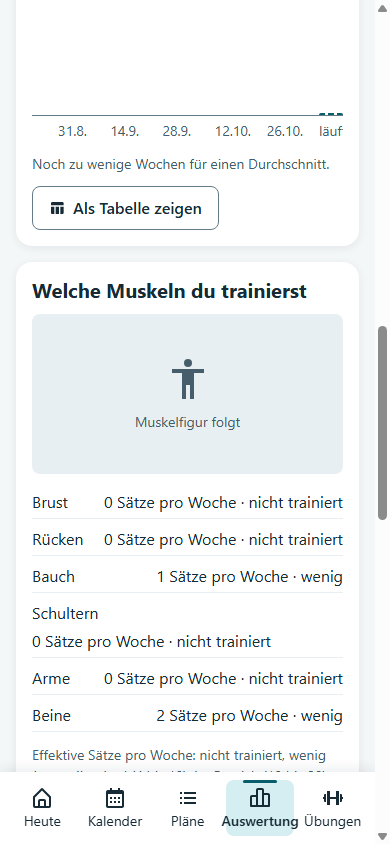 31.8. 14.9. 28.9. 12.10. 26.10. läuf
Noch zu wenige Wochen für einen Durchschnitt.
Als Tabelle zeigen
Welche Muskeln du trainierst
Muskelfigur folgt
Brust 0 Sätze pro Woche · nicht trainiert
Rücken 0 Sätze pro Woche · nicht trainiert
Bauch 1 Sätze pro Woche · wenig
Schultern
0 Sätze pro Woche · nicht trainiert
Arme 0 Sätze pro Woche · nicht trainiert
Beine 2 Sätze pro Woche · wenig
Effektive Sätze pro Woche: nicht trainiert, wenig
Heute Kalender Pläne Auswertung Übungen